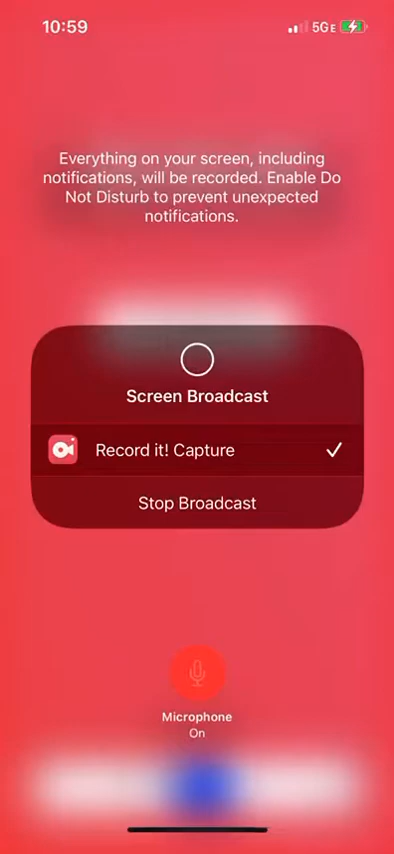 10:59
5GE
Everything on your screen, including
notifications, will be recorded. Enable Do
Not Disturb to prevent unexpected
notifications.
Screen Broadcast
Record it! Capture
Stop Broadcast
Microphone
On